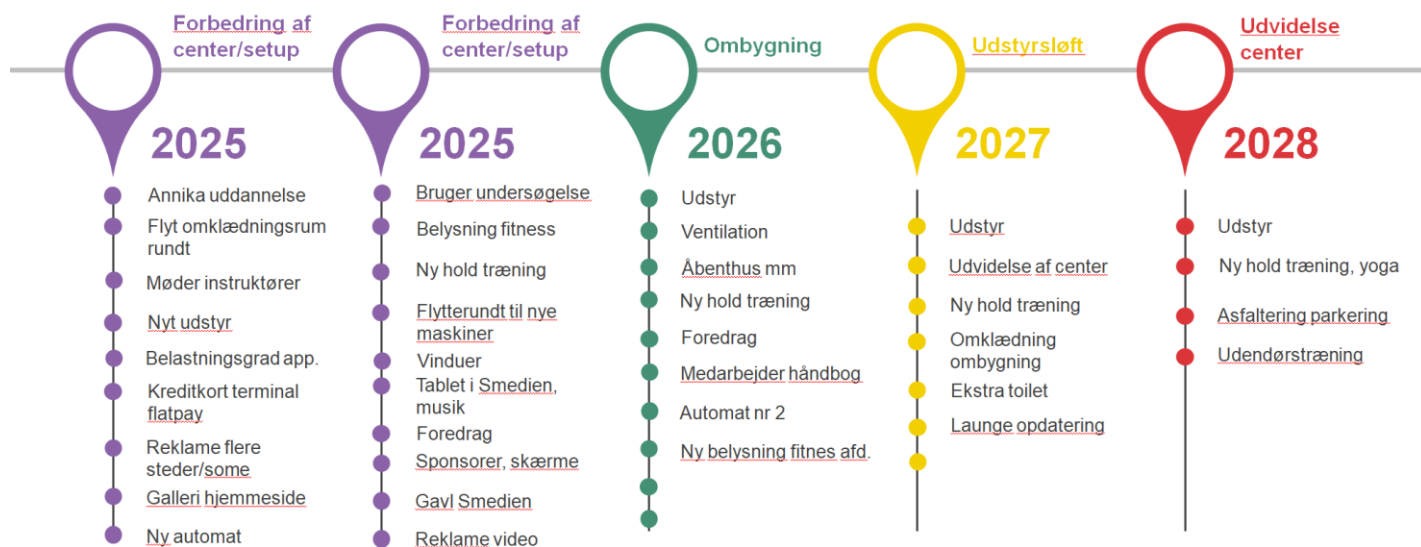 Forbedring af
center/setup
2025
Annika uddannelse
Flyt omklædningsrum
rundt
Møder instruktører
Nyt udstyr
Belastningsgrad app.
Kreditkort terminal
flatpay
Reklame flere
steder/some
Galleri hjemmeside
Ny automat
Forbedring af
center/setup
2025
Bruger undersøgelse
Belysning fitness
Ny hold træning
Flytterundt til nye
maskiner
Vinduer
Tablet i Smedien,
musik
Foredrag
Sponsorer, skærme
Gavl Smedien
Reklame video
Ombygning
2026
Udstyr
Ventilation
Åbenthus mm
Ny hold træning
Foredrag
Medarbejder håndbog
Automat nr 2
Ny belysning fitnes afd.
Udstyrsløft
2027
Udstyr
Udvidelse af center
Ny hold træning
Omklædning
ombygning
Ekstra toilet
Launge opdatering
Udvidelse
center
2028
Udstyr
Ny hold træning, yoga
Asfaltering parkering
Udendørstræning